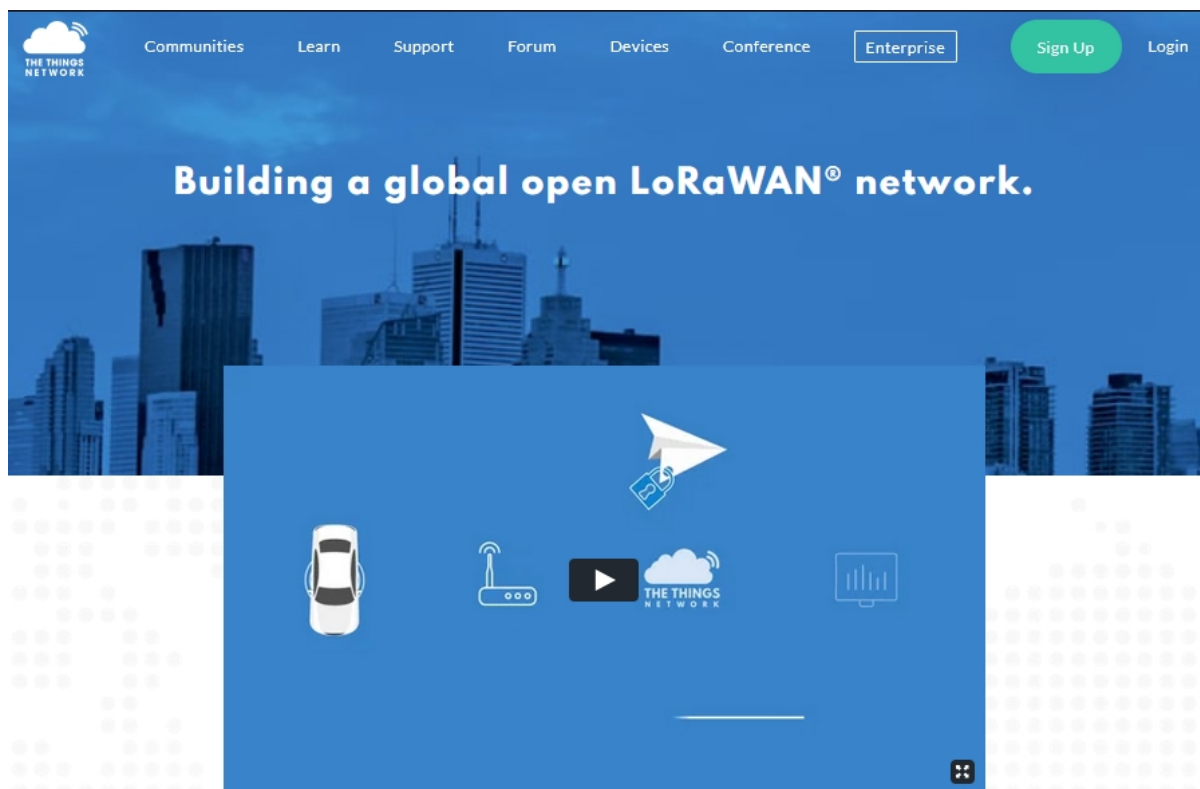 THE THINGS
NETWORK
Communities Learn Support Forum Devices Conference Enterprise Sign Up Login
Building a global open LoRaWAN® network.
THE THINGS
NETWORK